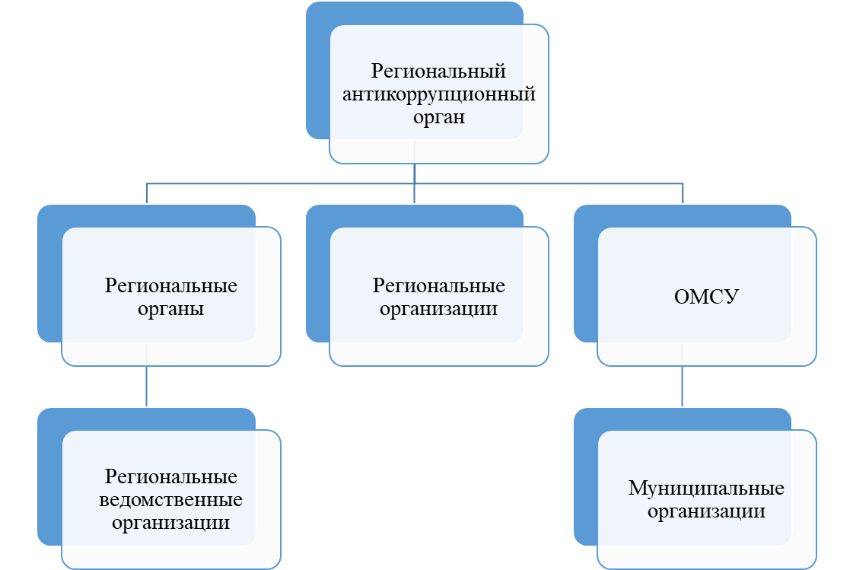 Региональный
антикоррупционный
орган
Региональные
органы
Региональные
организации
ОМСУ
Региональные
ведомственные
организации
Муниципальные
организации